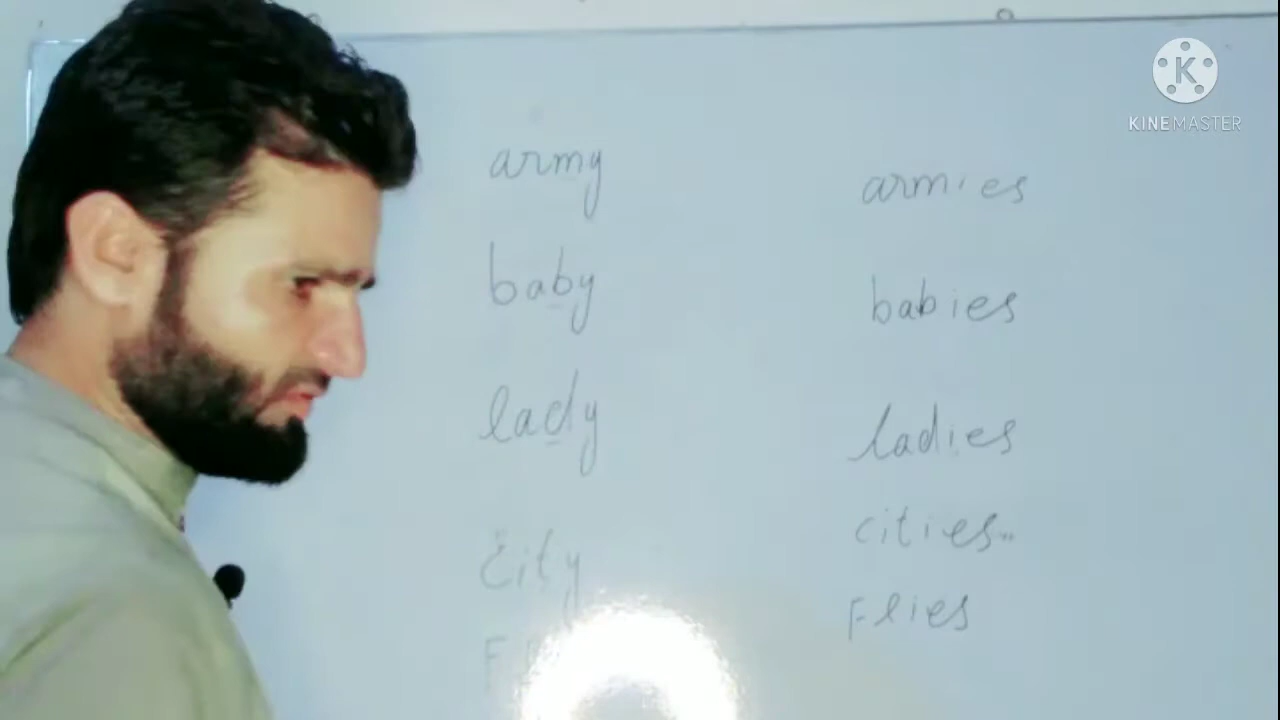 K
KINEMASTER
army armies
baby babies
lady ladies
city cities
Flies